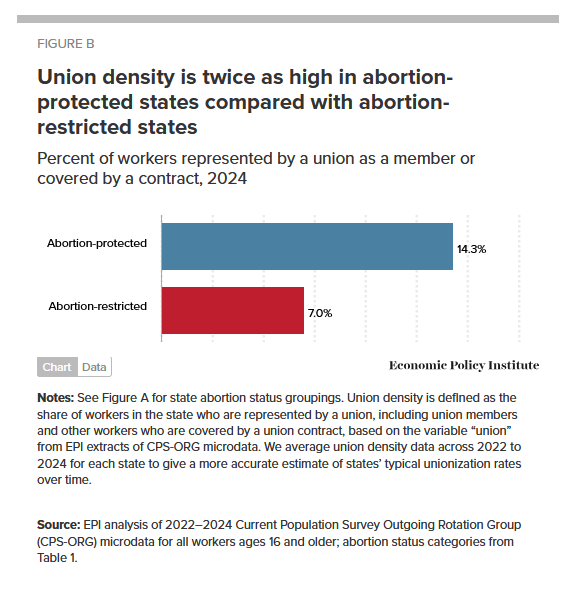 FIGURE B
Union density is twice as high in abortion-
protected states compared with abortion-
restricted states
Percent of workers represented by a union as a member or
covered by a contract, 2024
Abortion-protected
14.3%
Abortion-restricted
7.0%
Chart Data
Economic Policy Institute
Notes: See Figure A for state abortion status groupings. Union density is defined as the
share of workers in the state who are represented by a union, including union members
and other workers who are covered by a union contract, based on the variable “union”
from EPI extracts of CPS-ORG microdata. We average union density data across 2022 to
2024 for each state to give a more accurate estimate of states’ typical unionization rates
over time.
Source: EPI analysis of 2022–2024 Current Population Survey Outgoing Rotation Group
(CPS-ORG) microdata for all workers ages 16 and older; abortion status categories from
Table 1.